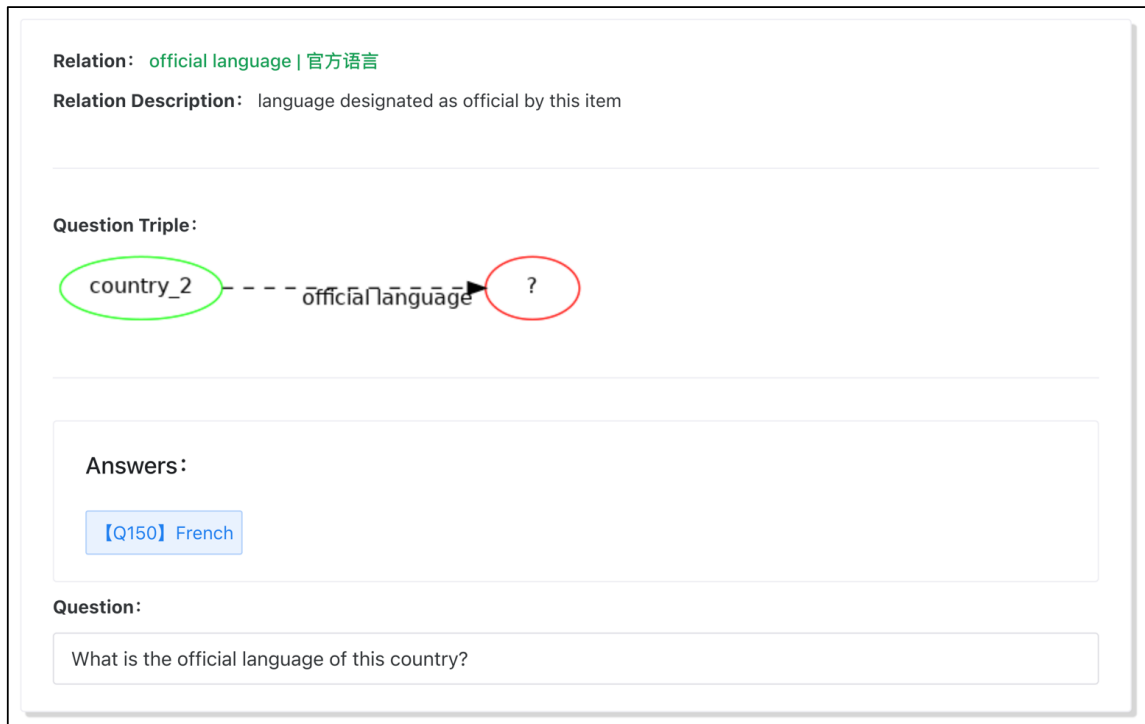 Relation： official language | 官方语言
Relation Description： language designated as official by this item
Question Triple：
country_2 official language ?
Answers：
【Q150】French
Question：
What is the official language of this country?